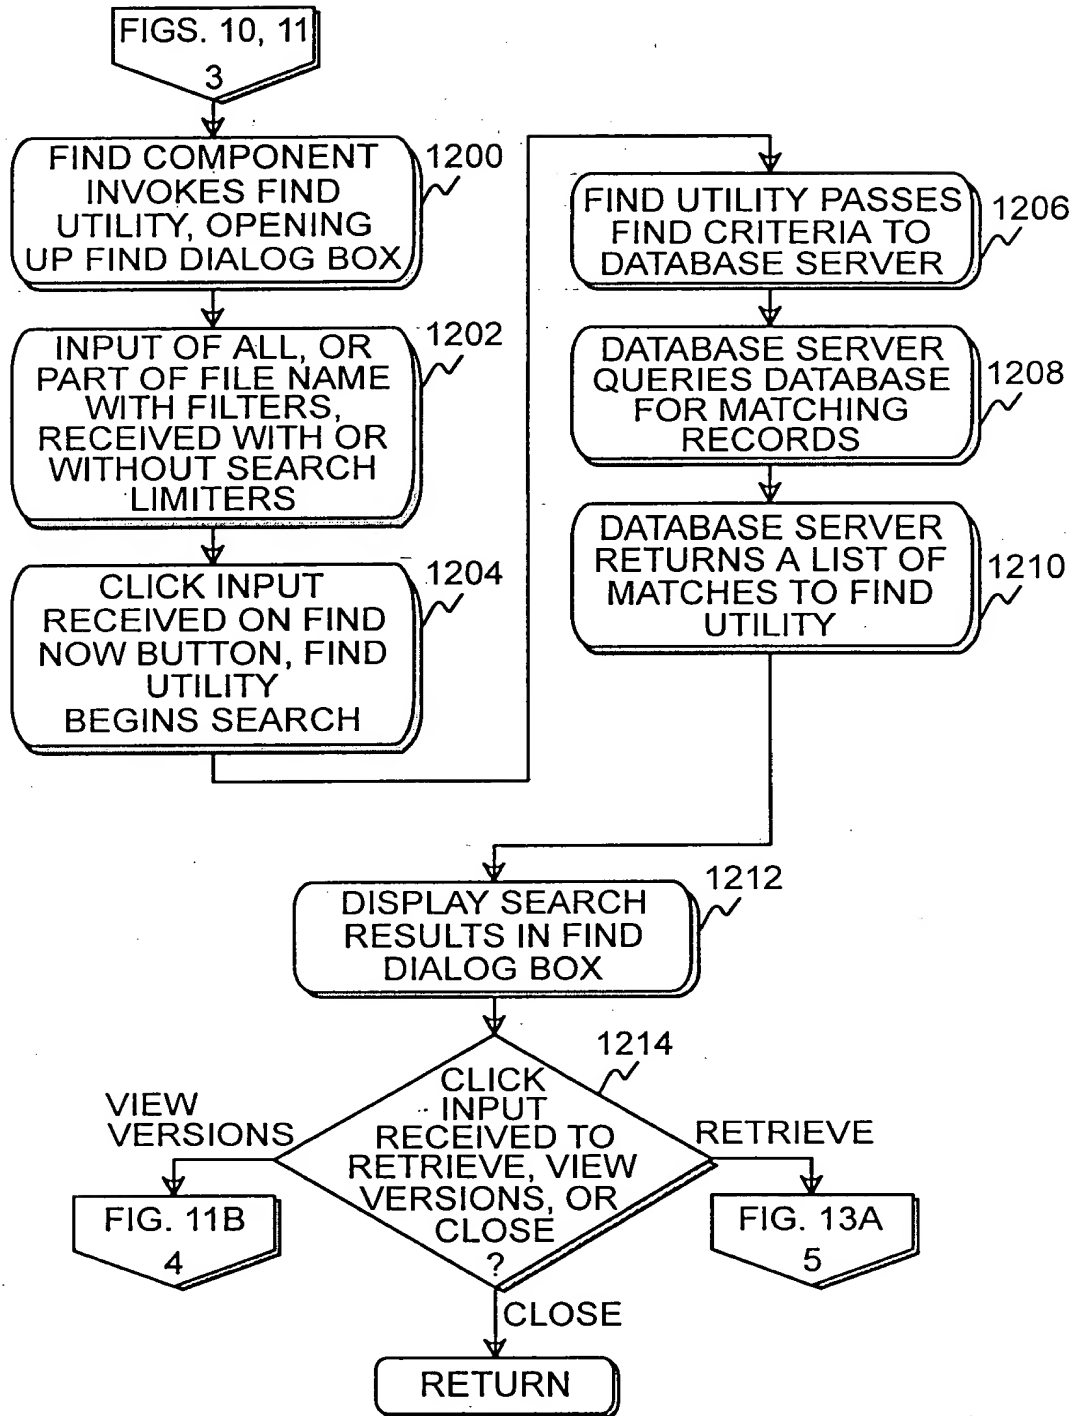 FIGS. 10, 11
3
FIND COMPONENT
INVOKES FIND
UTILITY, OPENING
UP FIND DIALOG BOX
1200
INPUT OF ALL, OR
PART OF FILE NAME
WITH FILTERS,
RECEIVED WITH OR
WITHOUT SEARCH
LIMITERS
1202
CLICK INPUT
RECEIVED ON FIND
NOW BUTTON, FIND
UTILITY
BEGINS SEARCH
1204
FIND UTILITY PASSES
FIND CRITERIA TO
DATABASE SERVER
1206
DATABASE SERVER
QUERIES DATABASE
FOR MATCHING
RECORDS
1208
DATABASE SERVER
RETURNS A LIST OF
MATCHES TO FIND
UTILITY
1210
DISPLAY SEARCH
RESULTS IN FIND
DIALOG BOX
1212
CLICK
INPUT
RECEIVED TO
RETRIEVE, VIEW
VERSIONS, OR
CLOSE
?
1214
VIEW
VERSIONS
FIG. 11B
4
RETRIEVE
FIG. 13A
5
CLOSE
RETURN